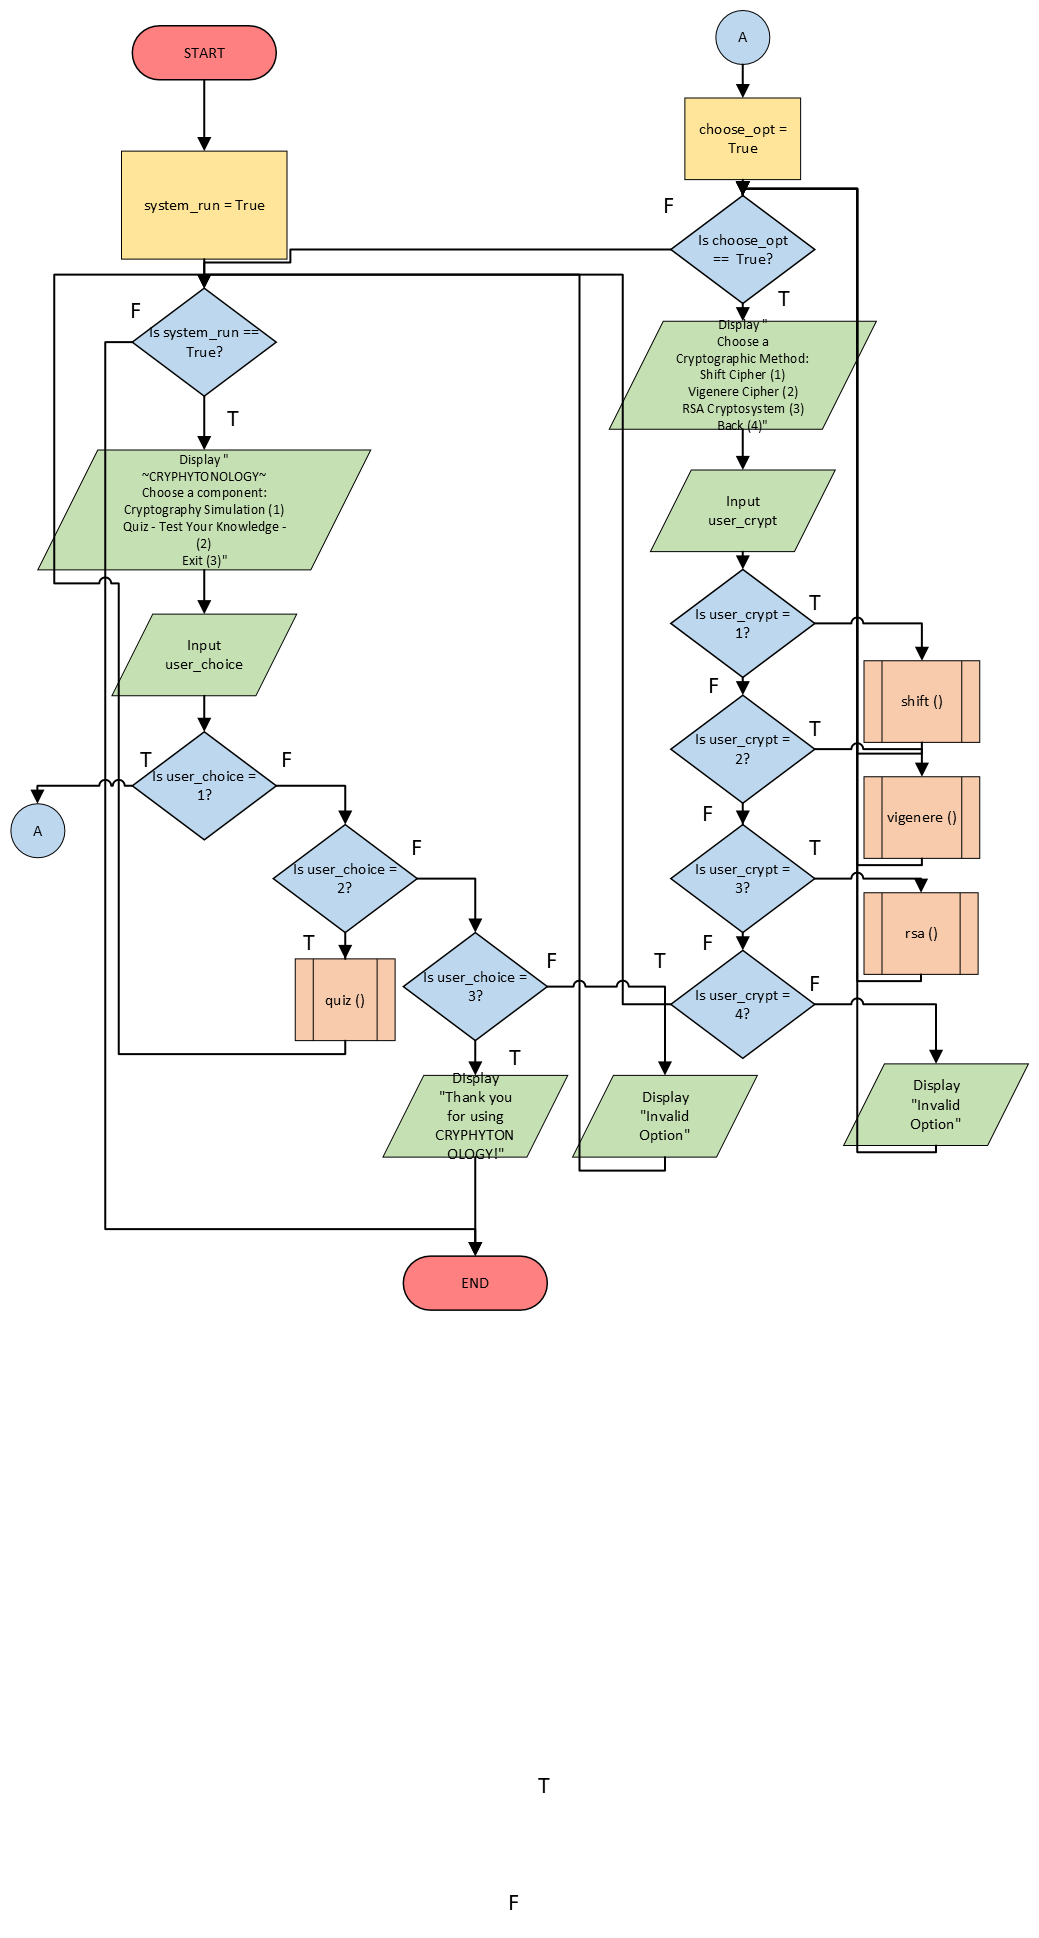 START
system_run = True
F
Is system_run ==
True?
T
Display "
~CRYPHYTONOLOGY~
Choose a component:
Cryptography Simulation (1)
Quiz - Test Your Knowledge -
(2)
Exit (3)"
Input
user_choice
T
Is user_choice =
1?
F
A
Is user_choice =
2?
F
T
quiz ()
Is user_choice =
3?
F
T
Display
"Thank you
for using
CRYPHYTON
OLOGY!"
Display
"Invalid
Option"
END
A
choose_opt =
True
F
Is choose_opt
== True?
T
Display "
Choose a
Cryptographic Method:
Shift Cipher (1)
Vigenere Cipher (2)
RSA Cryptosystem (3)
Back (4)"
Input
user_crypt
Is user_crypt =
1?
T
shift ()
F
Is user_crypt =
2?
T
vigenere ()
F
Is user_crypt =
3?
T
rsa ()
F
T
Is user_crypt =
4?
F
Display
"Invalid
Option"
T
F